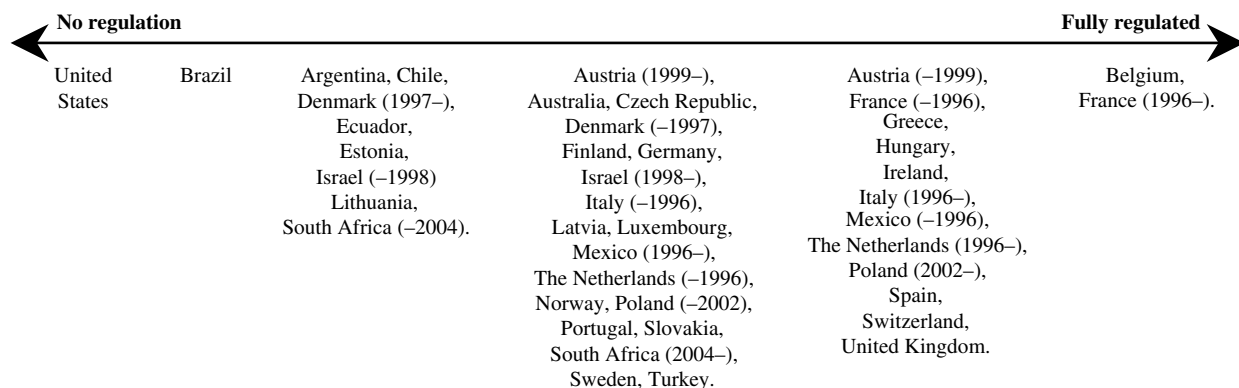 No regulation
Fully regulated
United
States
Brazil
Argentina, Chile,
Denmark (1997–),
Ecuador,
Estonia,
Israel (–1998)
Lithuania,
South Africa (–2004).
Austria (1999–),
Australia, Czech Republic,
Denmark (–1997),
Finland, Germany,
Israel (1998–),
Italy (–1996),
Latvia, Luxembourg,
Mexico (1996–),
The Netherlands (–1996),
Norway, Poland (–2002),
Portugal, Slovakia,
South Africa (2004–),
Sweden, Turkey.
Austria (–1999),
France (–1996),
Greece,
Hungary,
Ireland,
Italy (1996–),
Mexico (–1996),
The Netherlands (1996–),
Poland (2002–),
Spain,
Switzerland,
United Kingdom.
Belgium,
France (1996–).